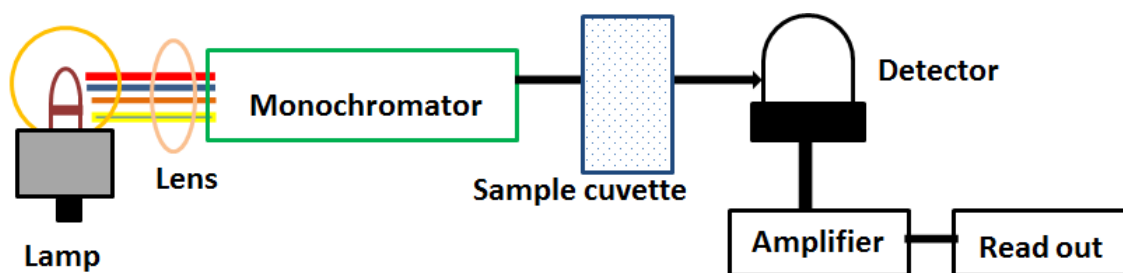 Lamp
Lens
Monochromator
Sample cuvette
Detector
Amplifier
Read out